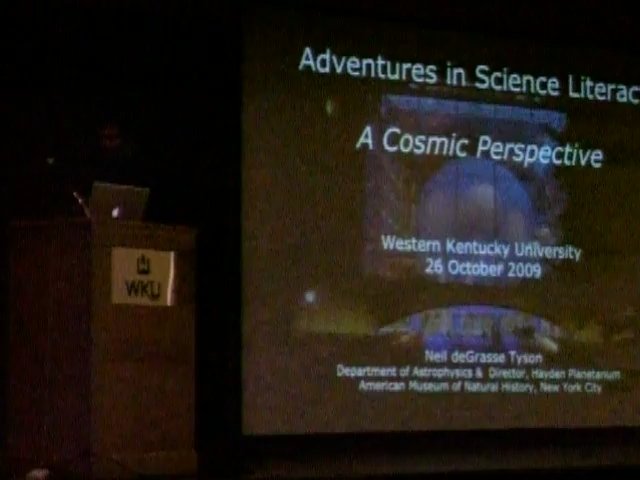 Adventures in Science Literac
A Cosmic Perspective
Western Kentucky University
26 October 2009
Neil deGrasse Tyson
Department of Astrophysics & Director, Hayden Planetarium
American Museum of Natural History, New York City
WKU